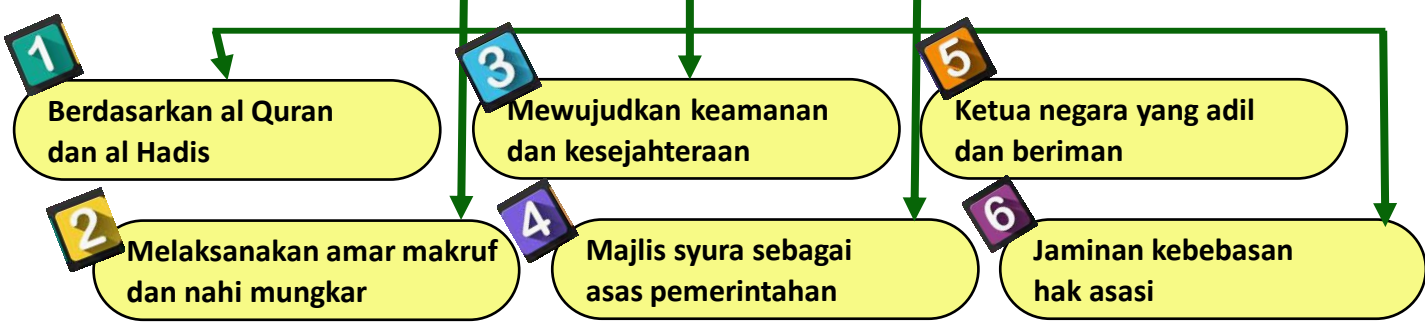 1
Berdasarkan al Quran
dan al Hadis
2
Melaksanakan amar makruf
dan nahi mungkar
3
Mewujudkan keamanan
dan kesejahteraan
4
Majlis syura sebagai
asas pemerintahan
5
Ketua negara yang adil
dan beriman
6
Jaminan kebebasan
hak asasi